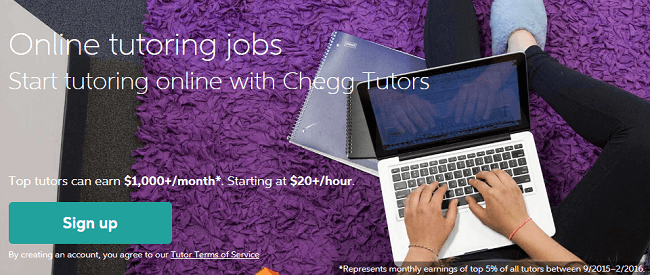 Online tutoring jobs
Start tutoring online with Chegg Tutors
Top tutors can earn $1,000+/month*. Starting at $20+/hour.
Sign up
By creating an account, you agree to our Tutor Terms of Service
*Represents monthly earnings of top 5% of all tutors between 9/2015–2/2016.